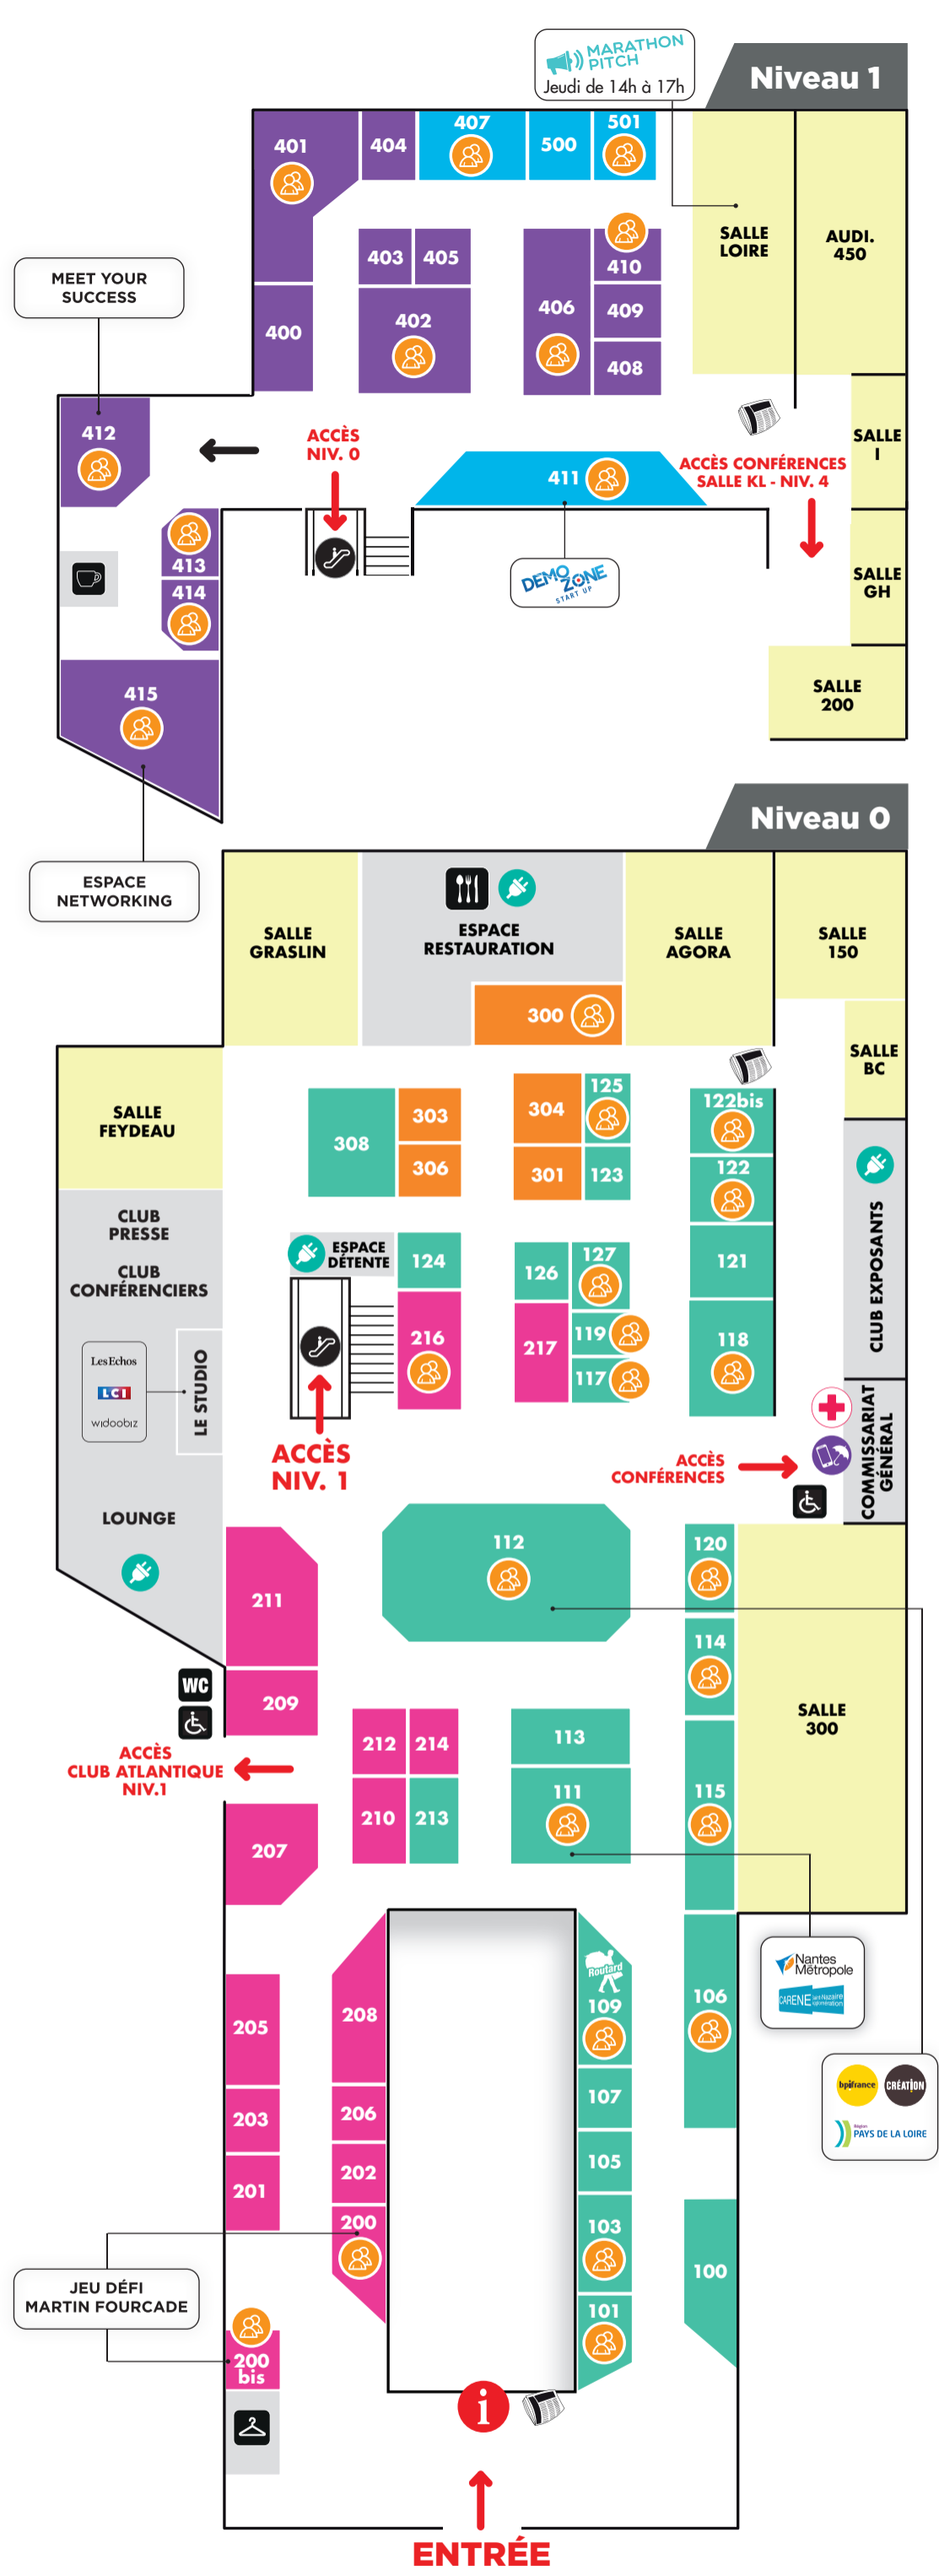 MARATHON
PITCH
Jeudi de 14h à 17h
Niveau 1
401
404
407
500
501
SALLE
LOIRE
AUDI.
450
403
405
410
MEET YOUR
SUCCESS
400
402
406
409
408
412
ACCÈS
NIV. 0
411
ACCÈS CONFÉRENCES
SALLE KL - NIV. 4
SALLE
I
413
414
DEMO
ZONE
START UP
SALLE
GH
415
SALLE
200
ESPACE
NETWORKING
Niveau 0
SALLE
GRASLIN
ESPACE
RESTAURATION
SALLE
AGORA
SALLE
150
300
SALLE
BC
SALLE
FEYDEAU
308
303
306
304
125
301
123
122bis
122
CLUB
PRESSE
CLUB
CONFÉRENCIERS
ESPACE
DÉTENTE
124
126
127
121
CLUB EXPOSANTS
LesEchos
LCI
widoobiz
LE STUDIO
216
217
119
117
118
ACCÈS
NIV. 1
ACCÈS
CONFÉRENCES
COMMISSARIAT
GÉNÉRAL
LOUNGE
211
112
120
114
WC
209
SALLE
300
ACCÈS
CLUB ATLANTIQUE
NIV.1
212
214
210
213
113
111
115
207
Nantes
Métropole
CARENE
205
208
Routard
109
106
203
206
107
bpifrance
CRÉATION
Région
PAYS DE LA LOIRE
201
202
105
200
103
100
JEU DÉFI
MARTIN FOURCADE
101
200
bis
i
ENTRÉE